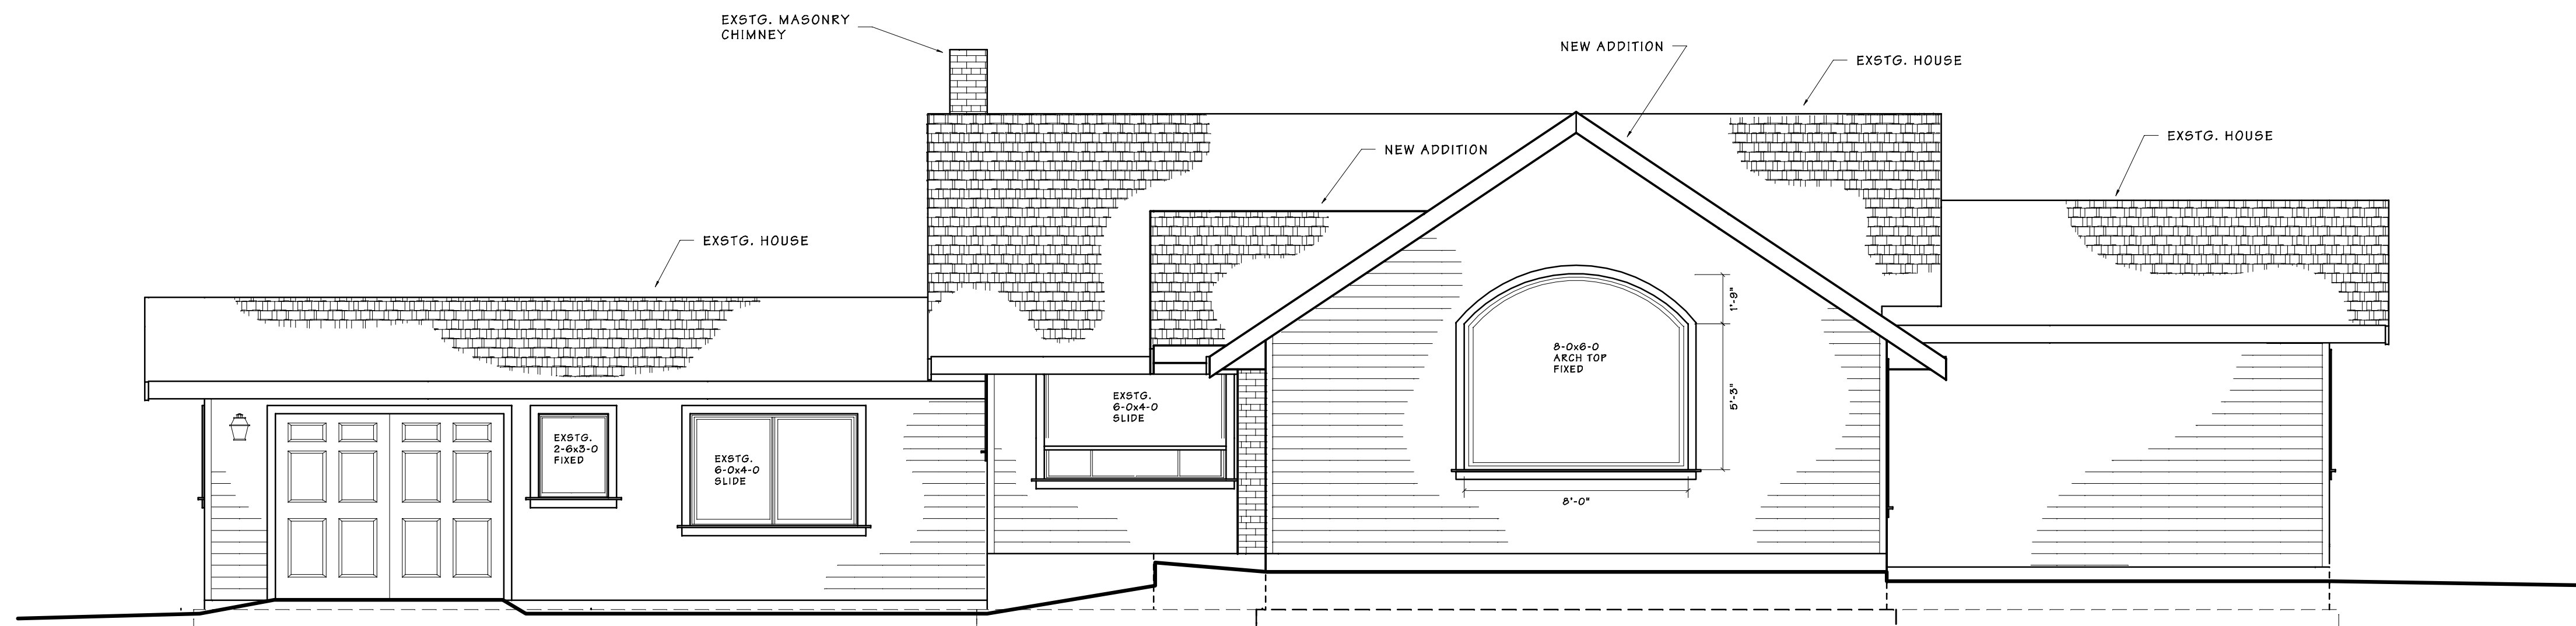 EXSTG. MASONRY
CHIMNEY
NEW ADDITION
EXSTG. HOUSE
EXSTG. HOUSE
NEW ADDITION
EXSTG. HOUSE
1'-9"
8-0x6-0
ARCH TOP
FIXED
5'-3"
EXSTG.
6-0x4-0
SLIDE
EXSTG.
2-6x3-0
FIXED
EXSTG.
6-0x4-0
SLIDE
8'-0"